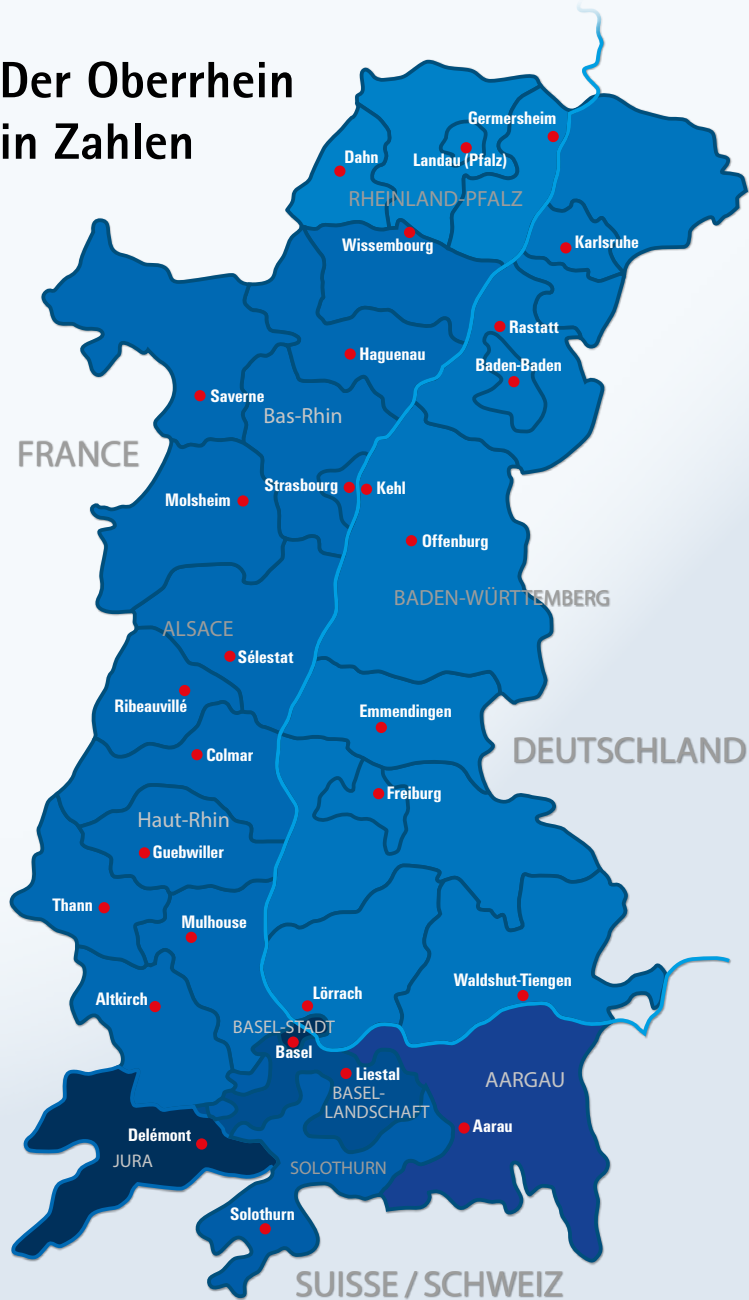 Der Oberrhein
in Zahlen
Germersheim
Dahn
Landau (Pfalz)
RHEINLAND-PFALZ
Wissembourg
Karlsruhe
Rastatt
Haguenau
Baden-Baden
Saverne
Bas-Rhin
FRANCE
Strasbourg
Kehl
Molsheim
Offenburg
BADEN-WÜRTTEMBERG
ALSACE
Sélestat
Ribeauvillé
Emmendingen
Colmar
DEUTSCHLAND
Freiburg
Haut-Rhin
Guebwiller
Thann
Mulhouse
Waldshut-Tiengen
Lörrach
Altkirch
BASEL-STADT
Basel
Liestal
AARGAU
BASEL-
LANDSCHAFT
Aarau
Delémont
JURA
SOLOTHURN
Solothurn
SUISSE / SCHWEIZ